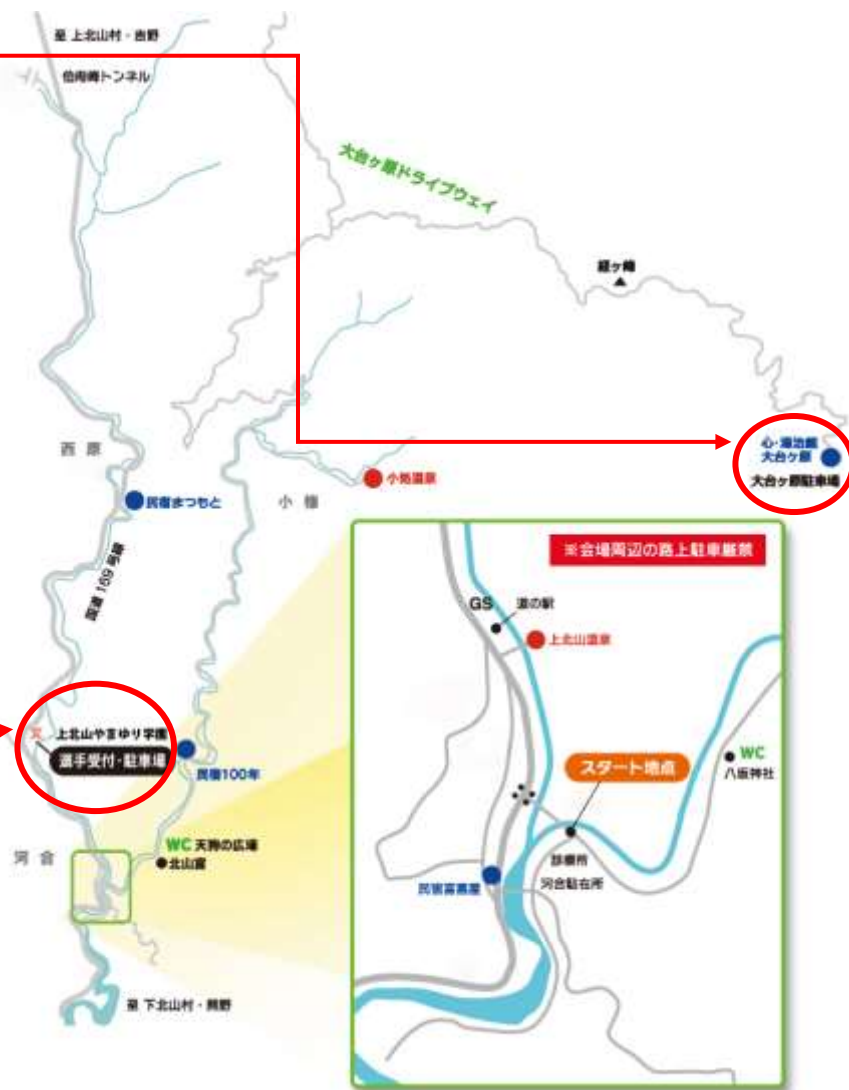 至 上北山村・吉野
伯母峰トンネル
大台ヶ原ドライブウェイ
経ヶ峰
心・湯治館
大台ヶ原
大台ヶ原駐車場
西原
民宿まつもと
小処温泉
小橡
国道169号線
※会場周辺の路上駐車厳禁
GS
道の駅
上北山温泉
文
上北山やまゆり学園
選手受付・駐車場
民宿100年
スタート地点
WC
八坂神社
WC 天狗の広場
北山宮
河合
診療所
河合駐在所
民宿富喜屋
至 下北山村・熊野